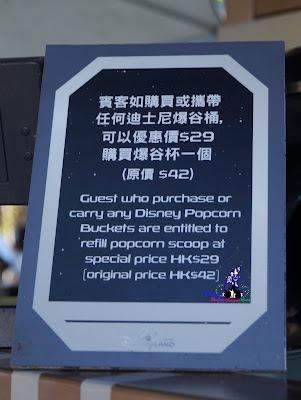 賓客如購買或攜帶
任何迪士尼爆谷桶,
可以優惠價$29
購買爆谷杯一個
(原價 $42)
Guest who purchase or
carry any Disney Popcorn
Buckets are entitled to
refill popcorn scoop at
special price HK$29
[original price HK$42]
LAND